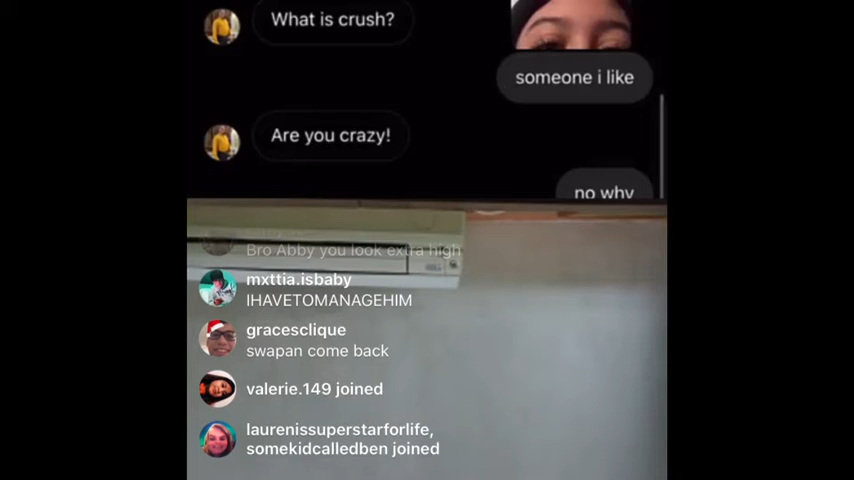 What is crush?
someone i like
Are you crazy!
no why
Bro Abby you look extra high
mxttia.isbaby
IHAVETOMANAGEHIM
gracesclique
swapan come back
valerie.149 joined
laurenissuperstarforlife,
somekidcalledben joined